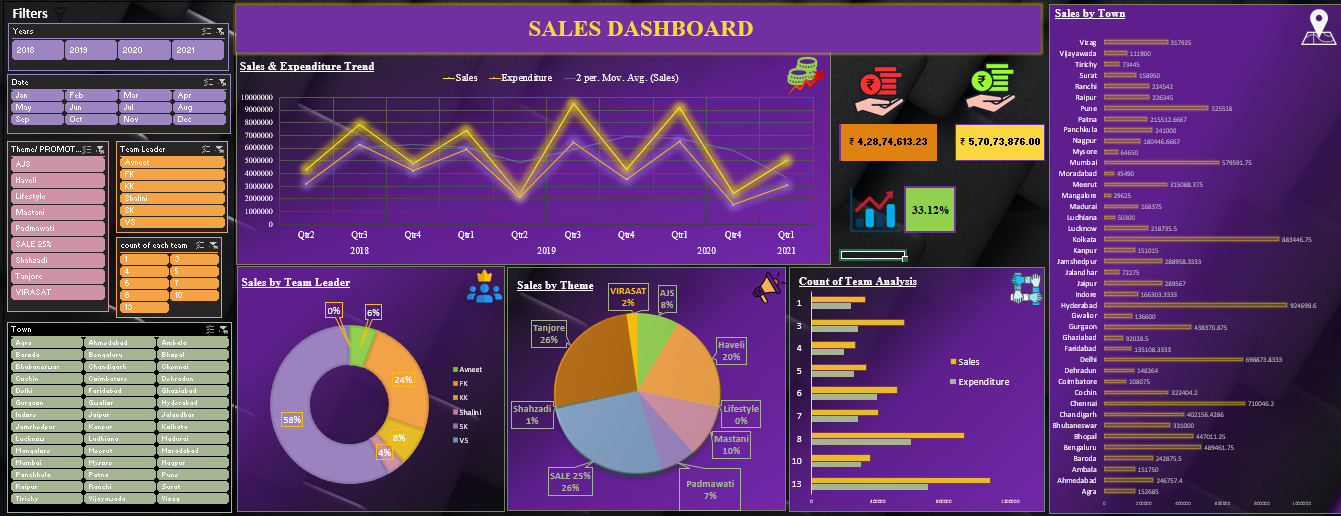 Filters
Years
2018 2019 2020 2021
Date
Jan Feb Mar Apr
May Jun Jul Aug
Sep Oct Nov Dec
Theme/ PROMOT...
AJS
Haveli
Lifestyle
Mastani
Padmawati
SALE 25%
Shahzadi
Tanjore
VIRASAT
Team Leader
Avneet
FK
KK
Shalini
SK
VS
count of each team
1 3
4 5
6 7
8 10
13
Town
Agra Ahmedabad Ambala
Baroda Bengaluru Bhopal
Bhubaneswar Chandigarh Chennai
Cochin Coimbatore Dehradun
Delhi Faridabad Ghaziabad
Gurgaon Gwalior Hyderabad
Indore Jaipur Jalandhar
Jamshedpur Kanpur Kolkata
Lucknow Ludhiana Madurai
Mangalore Meerut Moradabad
Mumbai Mysore Nagpur
Panchkula Patna Pune
Raipur Ranchi Surat
Tirichy Vijayawada Vizag
SALES DASHBOARD
Sales & Expenditure Trend
Sales Expenditure 2 per. Mov. Avg. (Sales)
10000000
9000000
8000000
7000000
6000000
5000000
4000000
3000000
2000000
1000000
0
Qtr2 Qtr3 Qtr4 Qtr1 Qtr2 Qtr3 Qtr4 Qtr1 Qtr4 Qtr1
2018 2019 2020 2021
₹ 4,28,74,613.23
₹ 5,70,73,876.00
33.12%
Sales by Team Leader
0%
6%
24%
8%
4%
58%
Avneet
FK
KK
Shalini
SK
VS
Sales by Theme
VIRASAT
2%
AJS
8%
Haveli
20%
Lifestyle
0%
Mastani
10%
Padmawati
7%
SALE 25%
26%
Shahzadi
1%
Tanjore
26%
Count of Team Analysis
1
3
4
5
6
7
8
10
13
0 400000 800000 1200000
Sales
Expenditure
Sales by Town
Vizag 317925
Vijayawada 111900
Tirichy 73445
Surat 158950
Ranchi 224542
Raipur 226345
Pune 525518
Patna 215512.6667
Panchkula 241000
Nagpur 180446.6667
Mysore 64650
Mumbai 579591.75
Moradabad 45490
Meerut 315088.375
Mangalore 29625
Madurai 168375
Ludhiana 50300
Lucknow 218735.5
Kolkata 883446.75
Kanpur 151015
Jamshedpur 288958.3333
Jalandhar 72275
Jaipur 289567
Indore 166303.3333
Hyderabad 924699.6
Gwalior 136600
Gurgaon 438370.875
Ghaziabad 92028.5
Faridabad 135108.3333
Delhi 698873.8333
Dehradun 148264
Coimbatore 108075
Cochin 322404.2
Chennai 710046.2
Chandigarh 402156.4286
Bhubaneswar 331000
Bhopal 447011.25
Bengaluru 489461.75
Baroda 242875.5
Ambala 151750
Ahmedabad 246757.4
Agra 152685
0 200000 400000 600000 800000 1000000